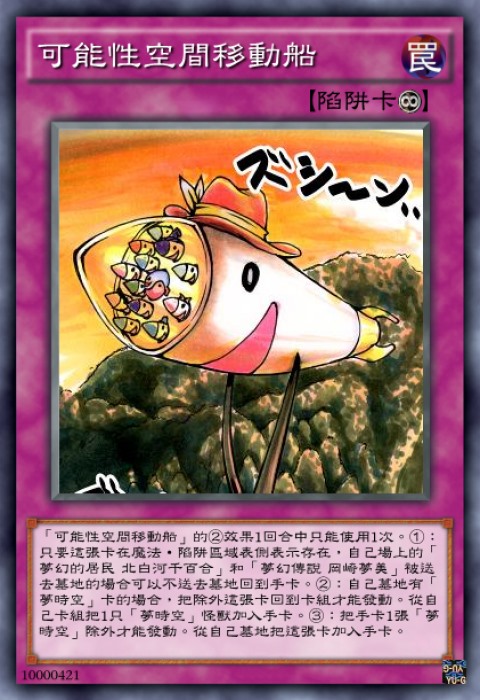 可能性空間移動船
罠
【陷阱卡♾】
ズシ〜ン‥
「可能性空間移動船」的②效果1回合中只能使用1次。①：
只要這張卡在魔法・陷阱區域表側表示存在，自己場上的「
夢幻的居民 北白河千百合」和「夢幻傳說 岡崎夢美」被送
去墓地的場合可以不送去墓地回到手卡。②：自己墓地有「
夢時空」卡的場合，把除外這張卡回到卡組才能發動。從自
己卡組把1只「夢時空」怪獸加入手卡。③：把手卡1張「夢
時空」除外才能發動。從自己墓地把這張卡加入手卡。
10000421